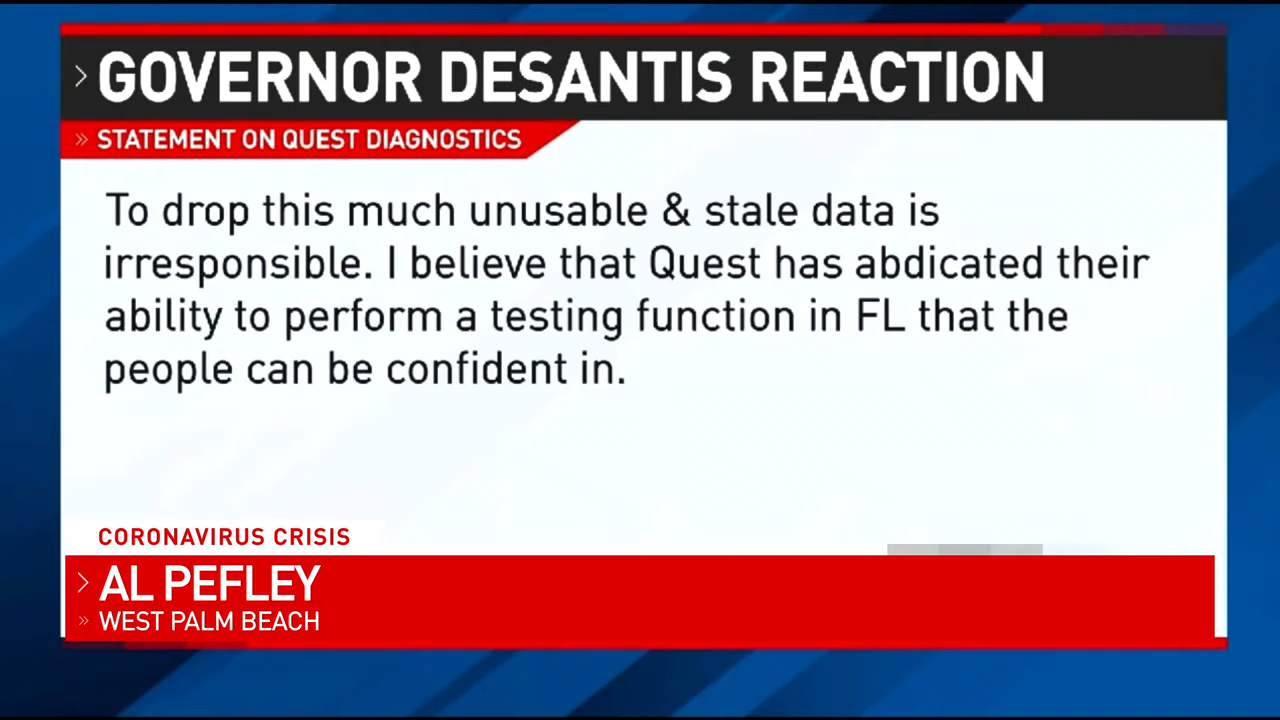 GOVERNOR DESANTIS REACTION
STATEMENT ON QUEST DIAGNOSTICS
To drop this much unusable & stale data is
irresponsible. I believe that Quest has abdicated their
ability to perform a testing function in FL that the
people can be confident in.
CORONAVIRUS CRISIS
AL PEFLEY
WEST PALM BEACH